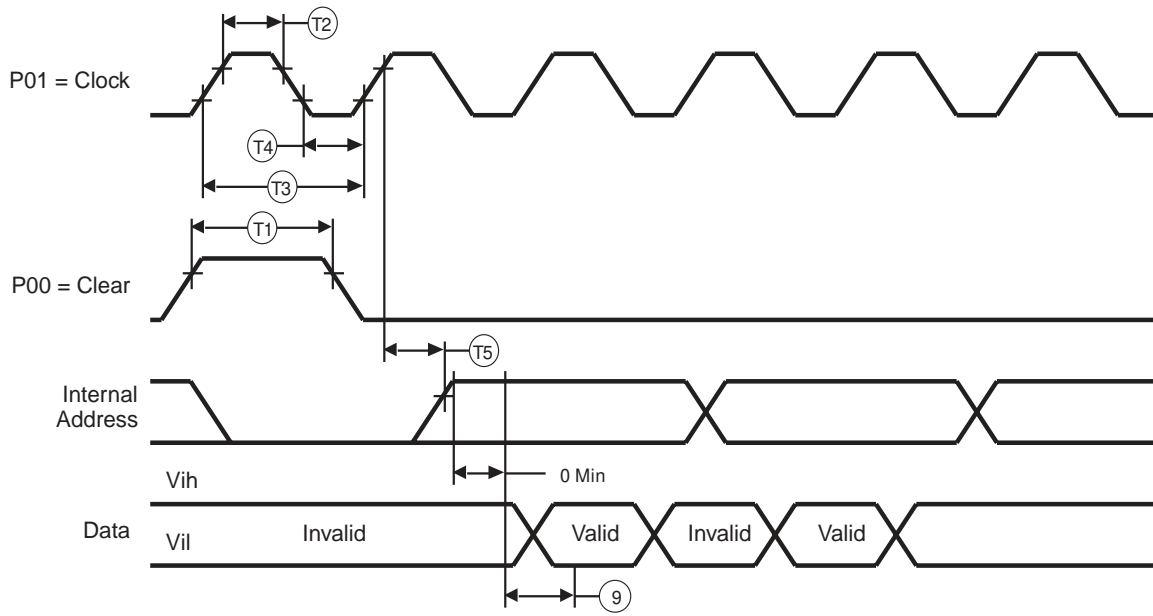 T2
P01 = Clock
T4
T3
T1
P00 = Clear
T5
Internal
Address
0 Min
Vih
Data
Vil
Invalid
Valid
Invalid
Valid
9